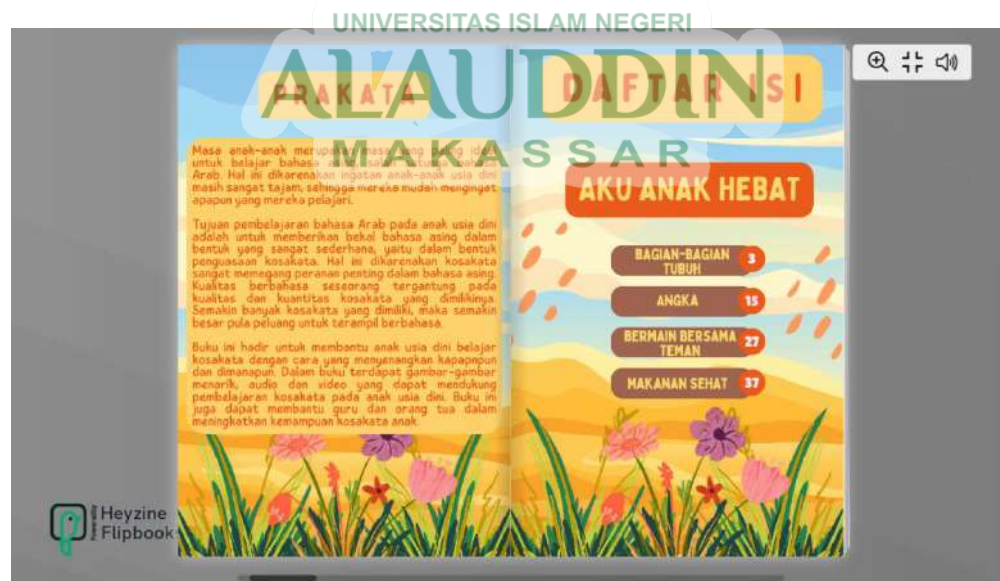 UNIVERSITAS ISLAM NEGERI
ALAUDDIN
MAKASSAR
PRAKATA
Masa anak-anak merupakan masa yang paling ideal
untuk belajar bahasa asing, salah satunya bahasa
Arab. Hal ini dikarenakan ingatan anak-anak usia dini
masih sangat tajam, sehingga mereka mudah mengingat
apapun yang mereka pelajari.
Tujuan pembelajaran bahasa Arab pada anak usia dini
adalah untuk memberikan bekal bahasa asing dalam
bentuk yang sangat sederhana, yaitu dalam bentuk
penguasaan kosakata. Hal ini dikarenakan kosakata
sangat memegang peranan penting dalam bahasa asing.
Kualitas berbahasa seseorang tergantung pada
kualitas dan kuantitas kosakata yang dimilikinya.
Semakin banyak kosakata yang dimiliki, maka semakin
besar pula peluang untuk terampil berbahasa.
Buku ini hadir untuk membantu anak usia dini belajar
kosakata dengan cara yang menyenangkan kapapnpun
dan dimanapun. Dalam buku terdapat gambar-gambar
menarik, audio dan video yang dapat mendukung
pembelajaran kosakata pada anak usia dini. Buku ini
juga dapat membantu guru dan orang tua dalam
meningkatkan kemampuan kosakata anak.
DAFTAR ISI
AKU ANAK HEBAT
BAGIAN-BAGIAN TUBUH 3
ANGKA 15
BERMAIN BERSAMA TEMAN 27
MAKANAN SEHAT 37
Heyzine
Flipbook